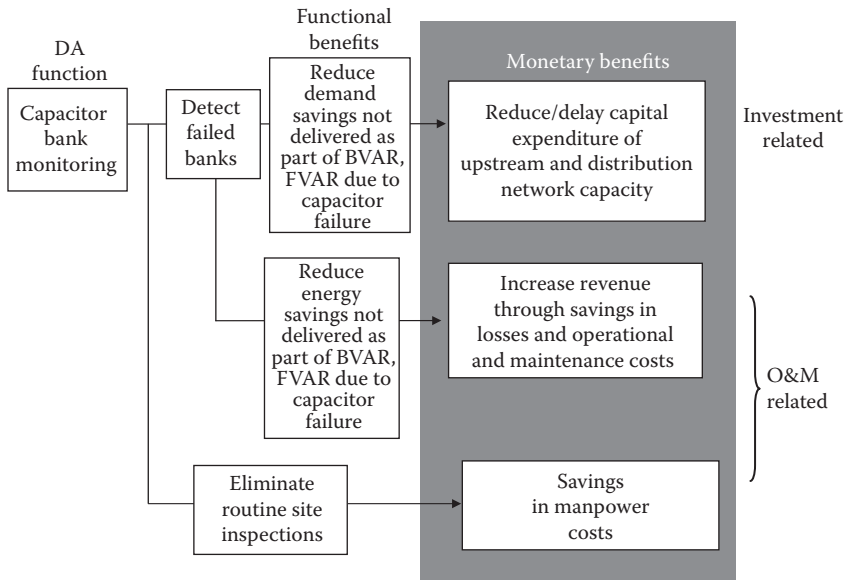 DA
function
Functional
benefits
Monetary benefits
Capacitor
bank
monitoring
Detect
failed
banks
Reduce
demand
savings not
delivered as
part of BVAR,
FVAR due to
capacitor
failure
Reduce/delay capital
expenditure of
upstream and distribution
network capacity
Investment
related
Reduce
energy
savings not
delivered as
part of BVAR,
FVAR due to
capacitor
failure
Increase revenue
through savings in
losses and operational
and maintenance costs
O&M
related
Eliminate
routine site
inspections
Savings
in manpower
costs